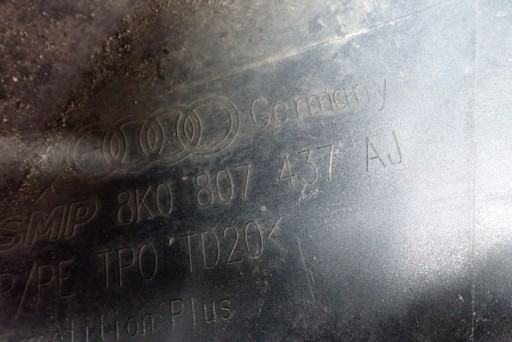 Germany
SMP 8K0 807 437 AJ
P/PE TPO TD20<
Plus